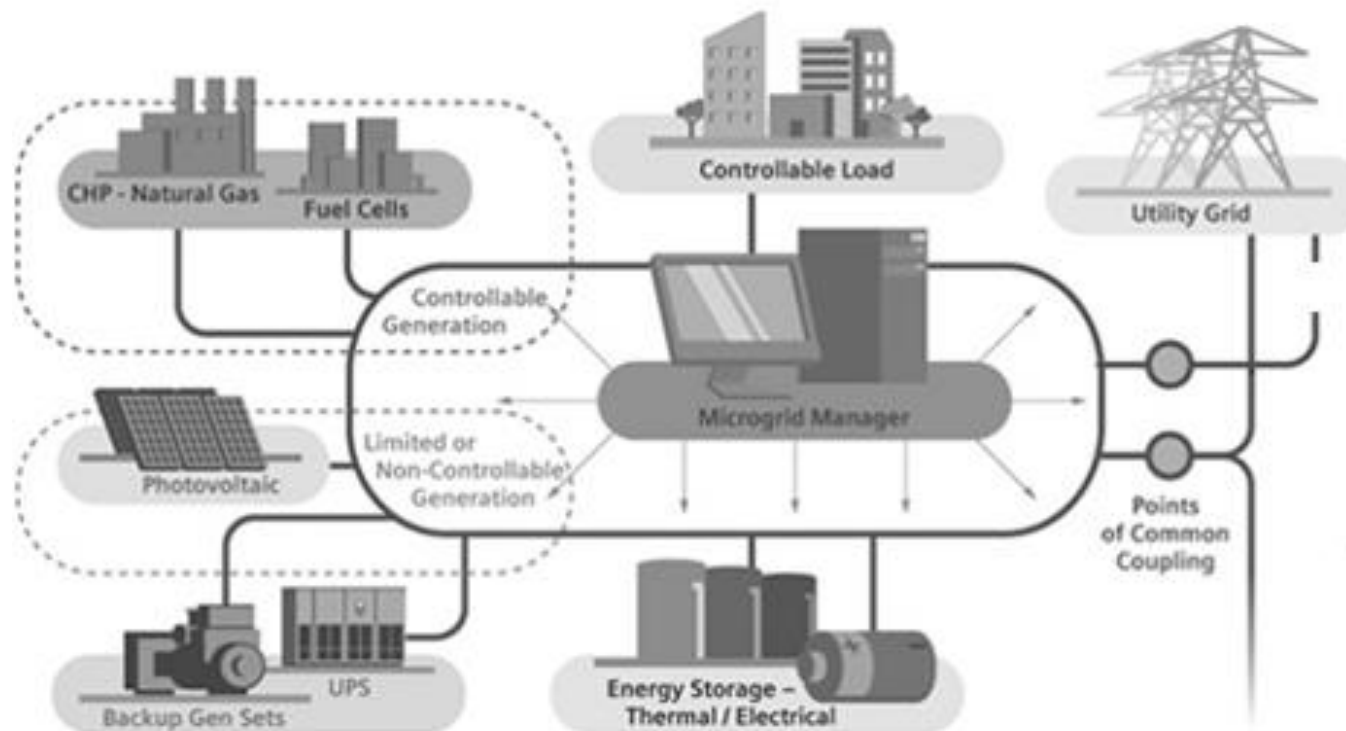 CHP - Natural Gas
Fuel Cells
Controllable Load
Utility Grid
Controllable
Generation
Microgrid Manager
Limited or
Non-Controllable
Generation
Photovoltaic
Points
of Common
Coupling
UPS
Backup Gen Sets
Energy Storage –
Thermal / Electrical